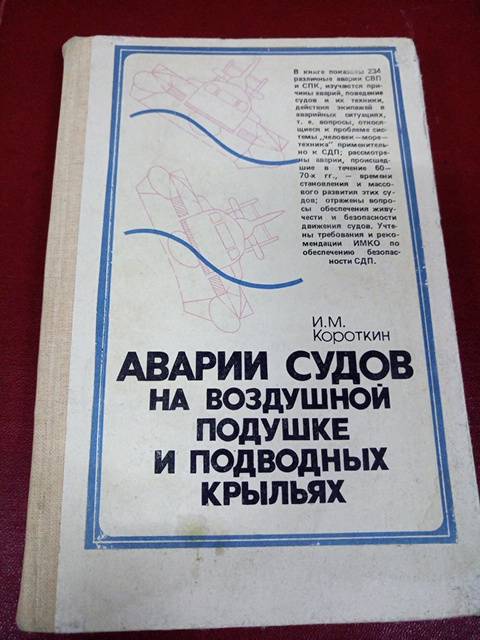 В книге показаны 234
различные аварии СВП
и СПК, изучаются при-
чины аварий, поведение
судов и их техники,
действия экипажей в
аварийных ситуациях,
т. е. вопросы, относя-
щиеся к проблеме сис-
темы „человек—море—
техника" применитель-
но к СДП; рассмотре-
ны аварии, происшед-
шие в течение 60—
70-х гг., — времени
становления и массо-
вого развития этих су-
дов; отражены вопро-
сы обеспечения живу-
чести и безопасности
движения судов. Учте-
ны требования и реко-
мендации ИМКО по
обеспечению безопас-
ности СДП.
И.М.
Короткин
АВАРИИ СУДОВ
НА ВОЗДУШНОЙ
ПОДУШКЕ
И ПОДВОДНЫХ
КРЫЛЬЯХ